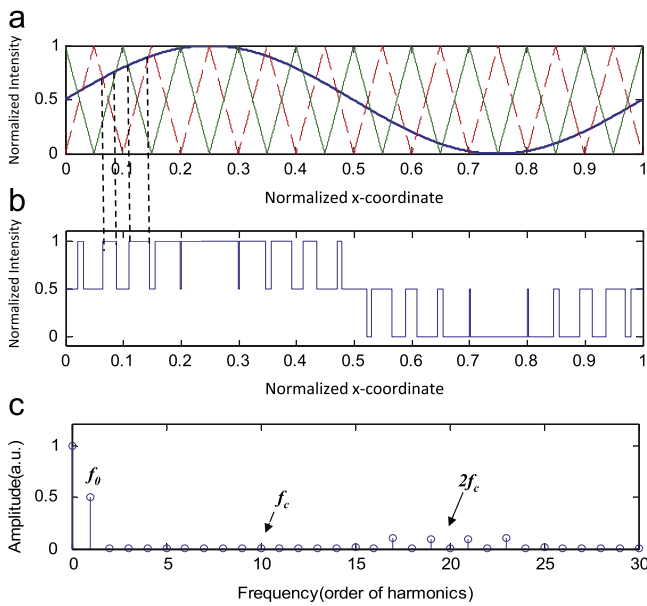 a
Normalized Intensity
1
0.5
0
0 0.1 0.2 0.3 0.4 0.5 0.6 0.7 0.8 0.9 1
Normalized x-coordinate
b
Normalized Intensity
1
0.5
0
0 0.1 0.2 0.3 0.4 0.5 0.6 0.7 0.8 0.9 1
Normalized x-coordinate
c
Amplitude(a.u.)
1
0.5
0
f0
fc
2fc
0 5 10 15 20 25 30
Frequency(order of harmonics)